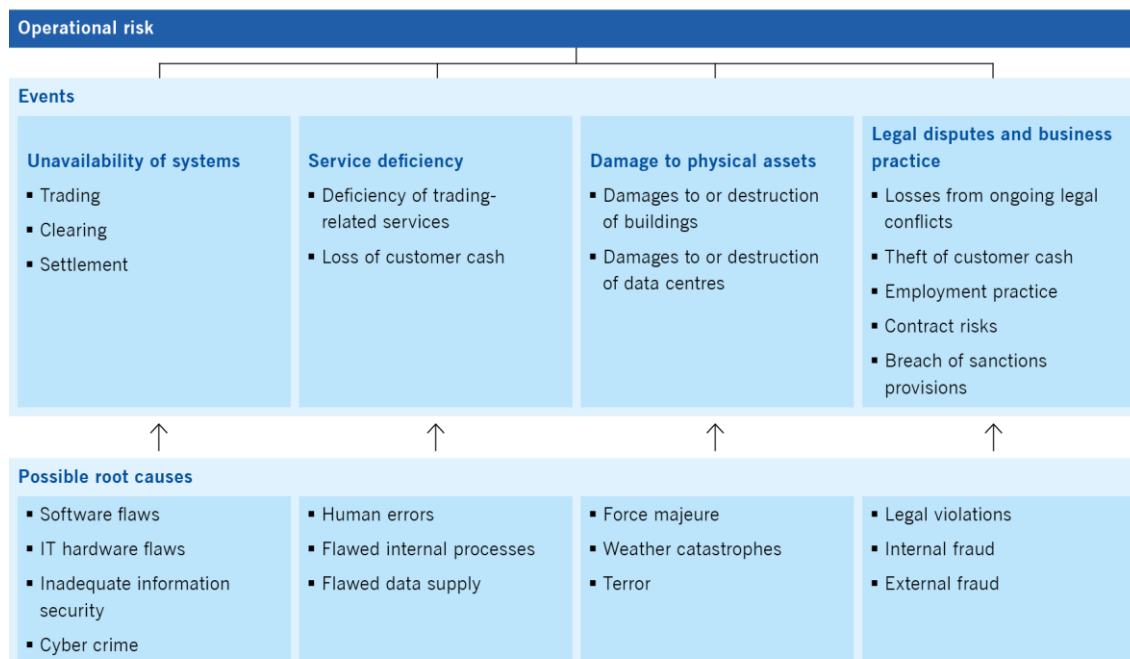 Operational risk
Events
Unavailability of systems
▪ Trading
▪ Clearing
▪ Settlement
Service deficiency
▪ Deficiency of trading-
related services
▪ Loss of customer cash
Damage to physical assets
▪ Damages to or destruction
of buildings
▪ Damages to or destruction
of data centres
Legal disputes and business
practice
▪ Losses from ongoing legal
conflicts
▪ Theft of customer cash
▪ Employment practice
▪ Contract risks
▪ Breach of sanctions
provisions
Possible root causes
▪ Software flaws
▪ IT hardware flaws
▪ Inadequate information
security
▪ Cyber crime
▪ Human errors
▪ Flawed internal processes
▪ Flawed data supply
▪ Force majeure
▪ Weather catastrophes
▪ Terror
▪ Legal violations
▪ Internal fraud
▪ External fraud